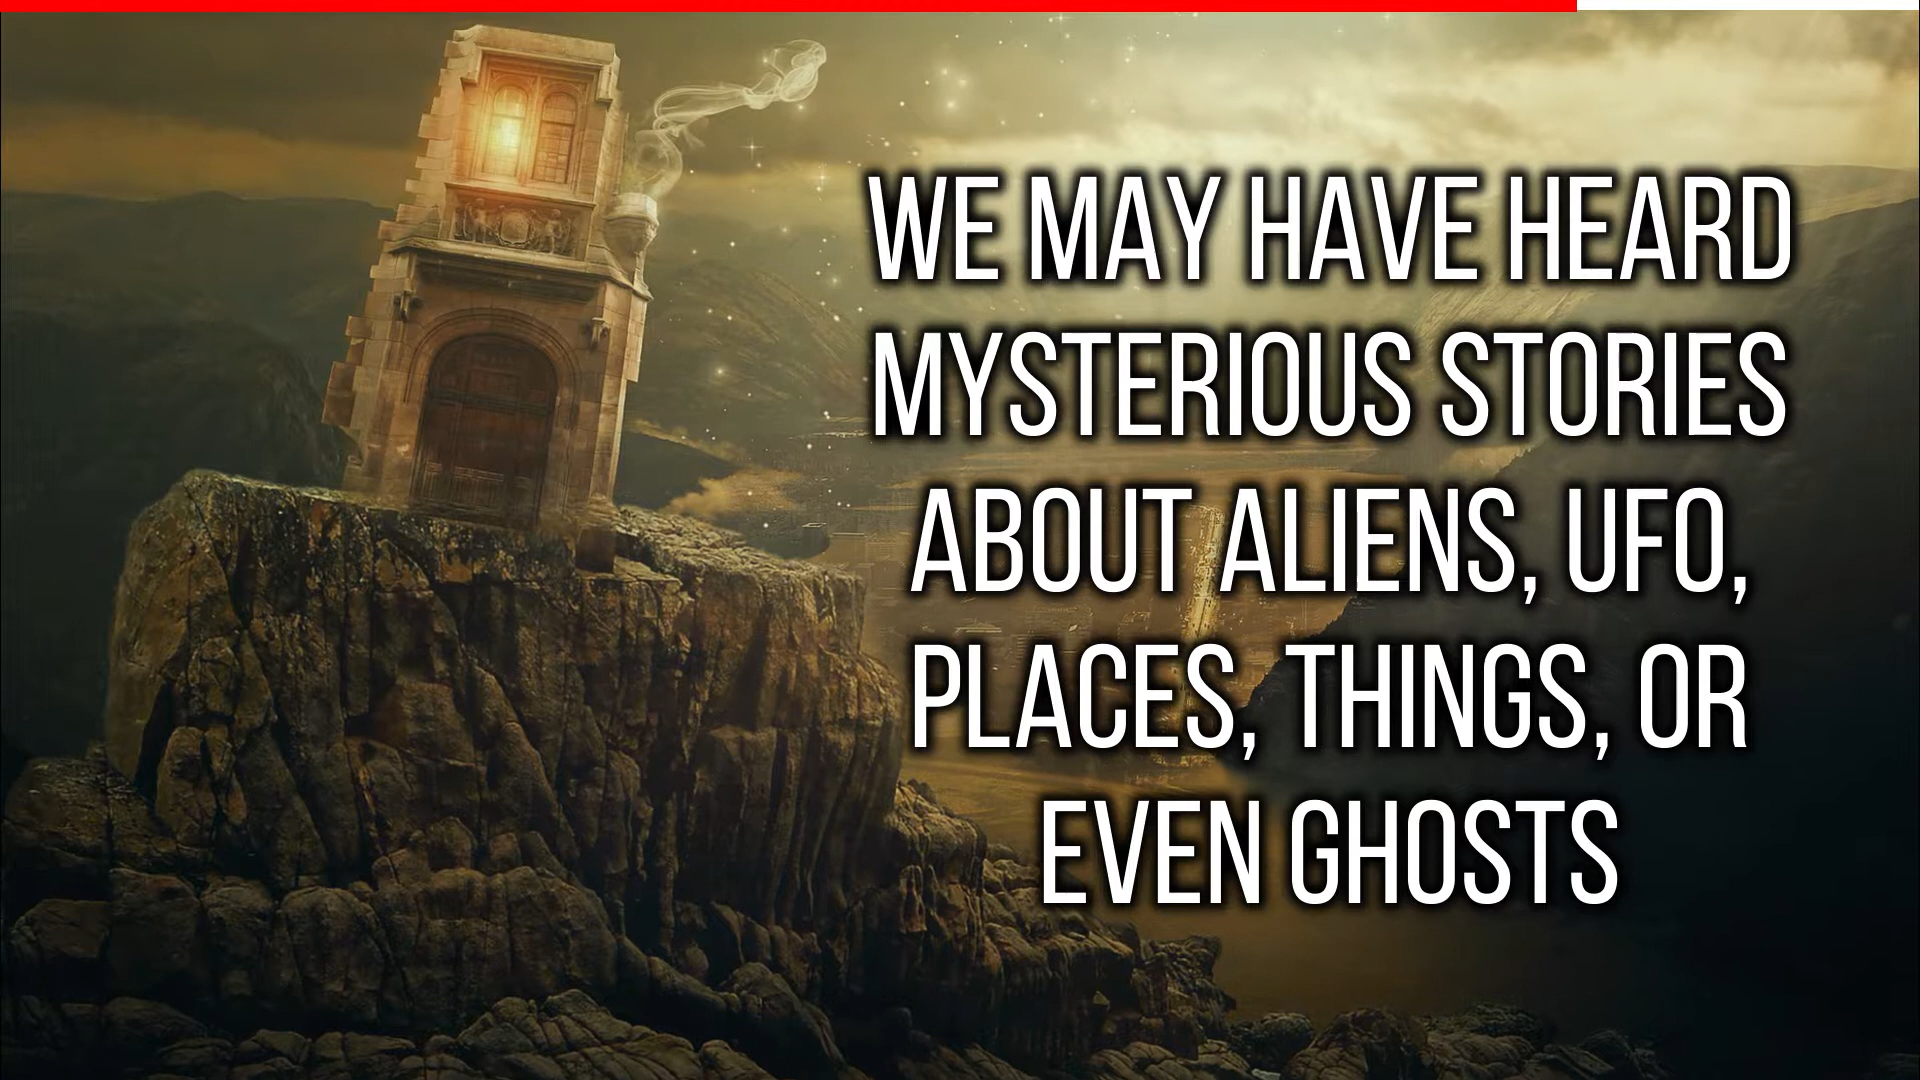 WE MAY HAVE HEARD
MYSTERIOUS STORIES
ABOUT ALIENS, UFO,
PLACES, THINGS, OR
EVEN GHOSTS